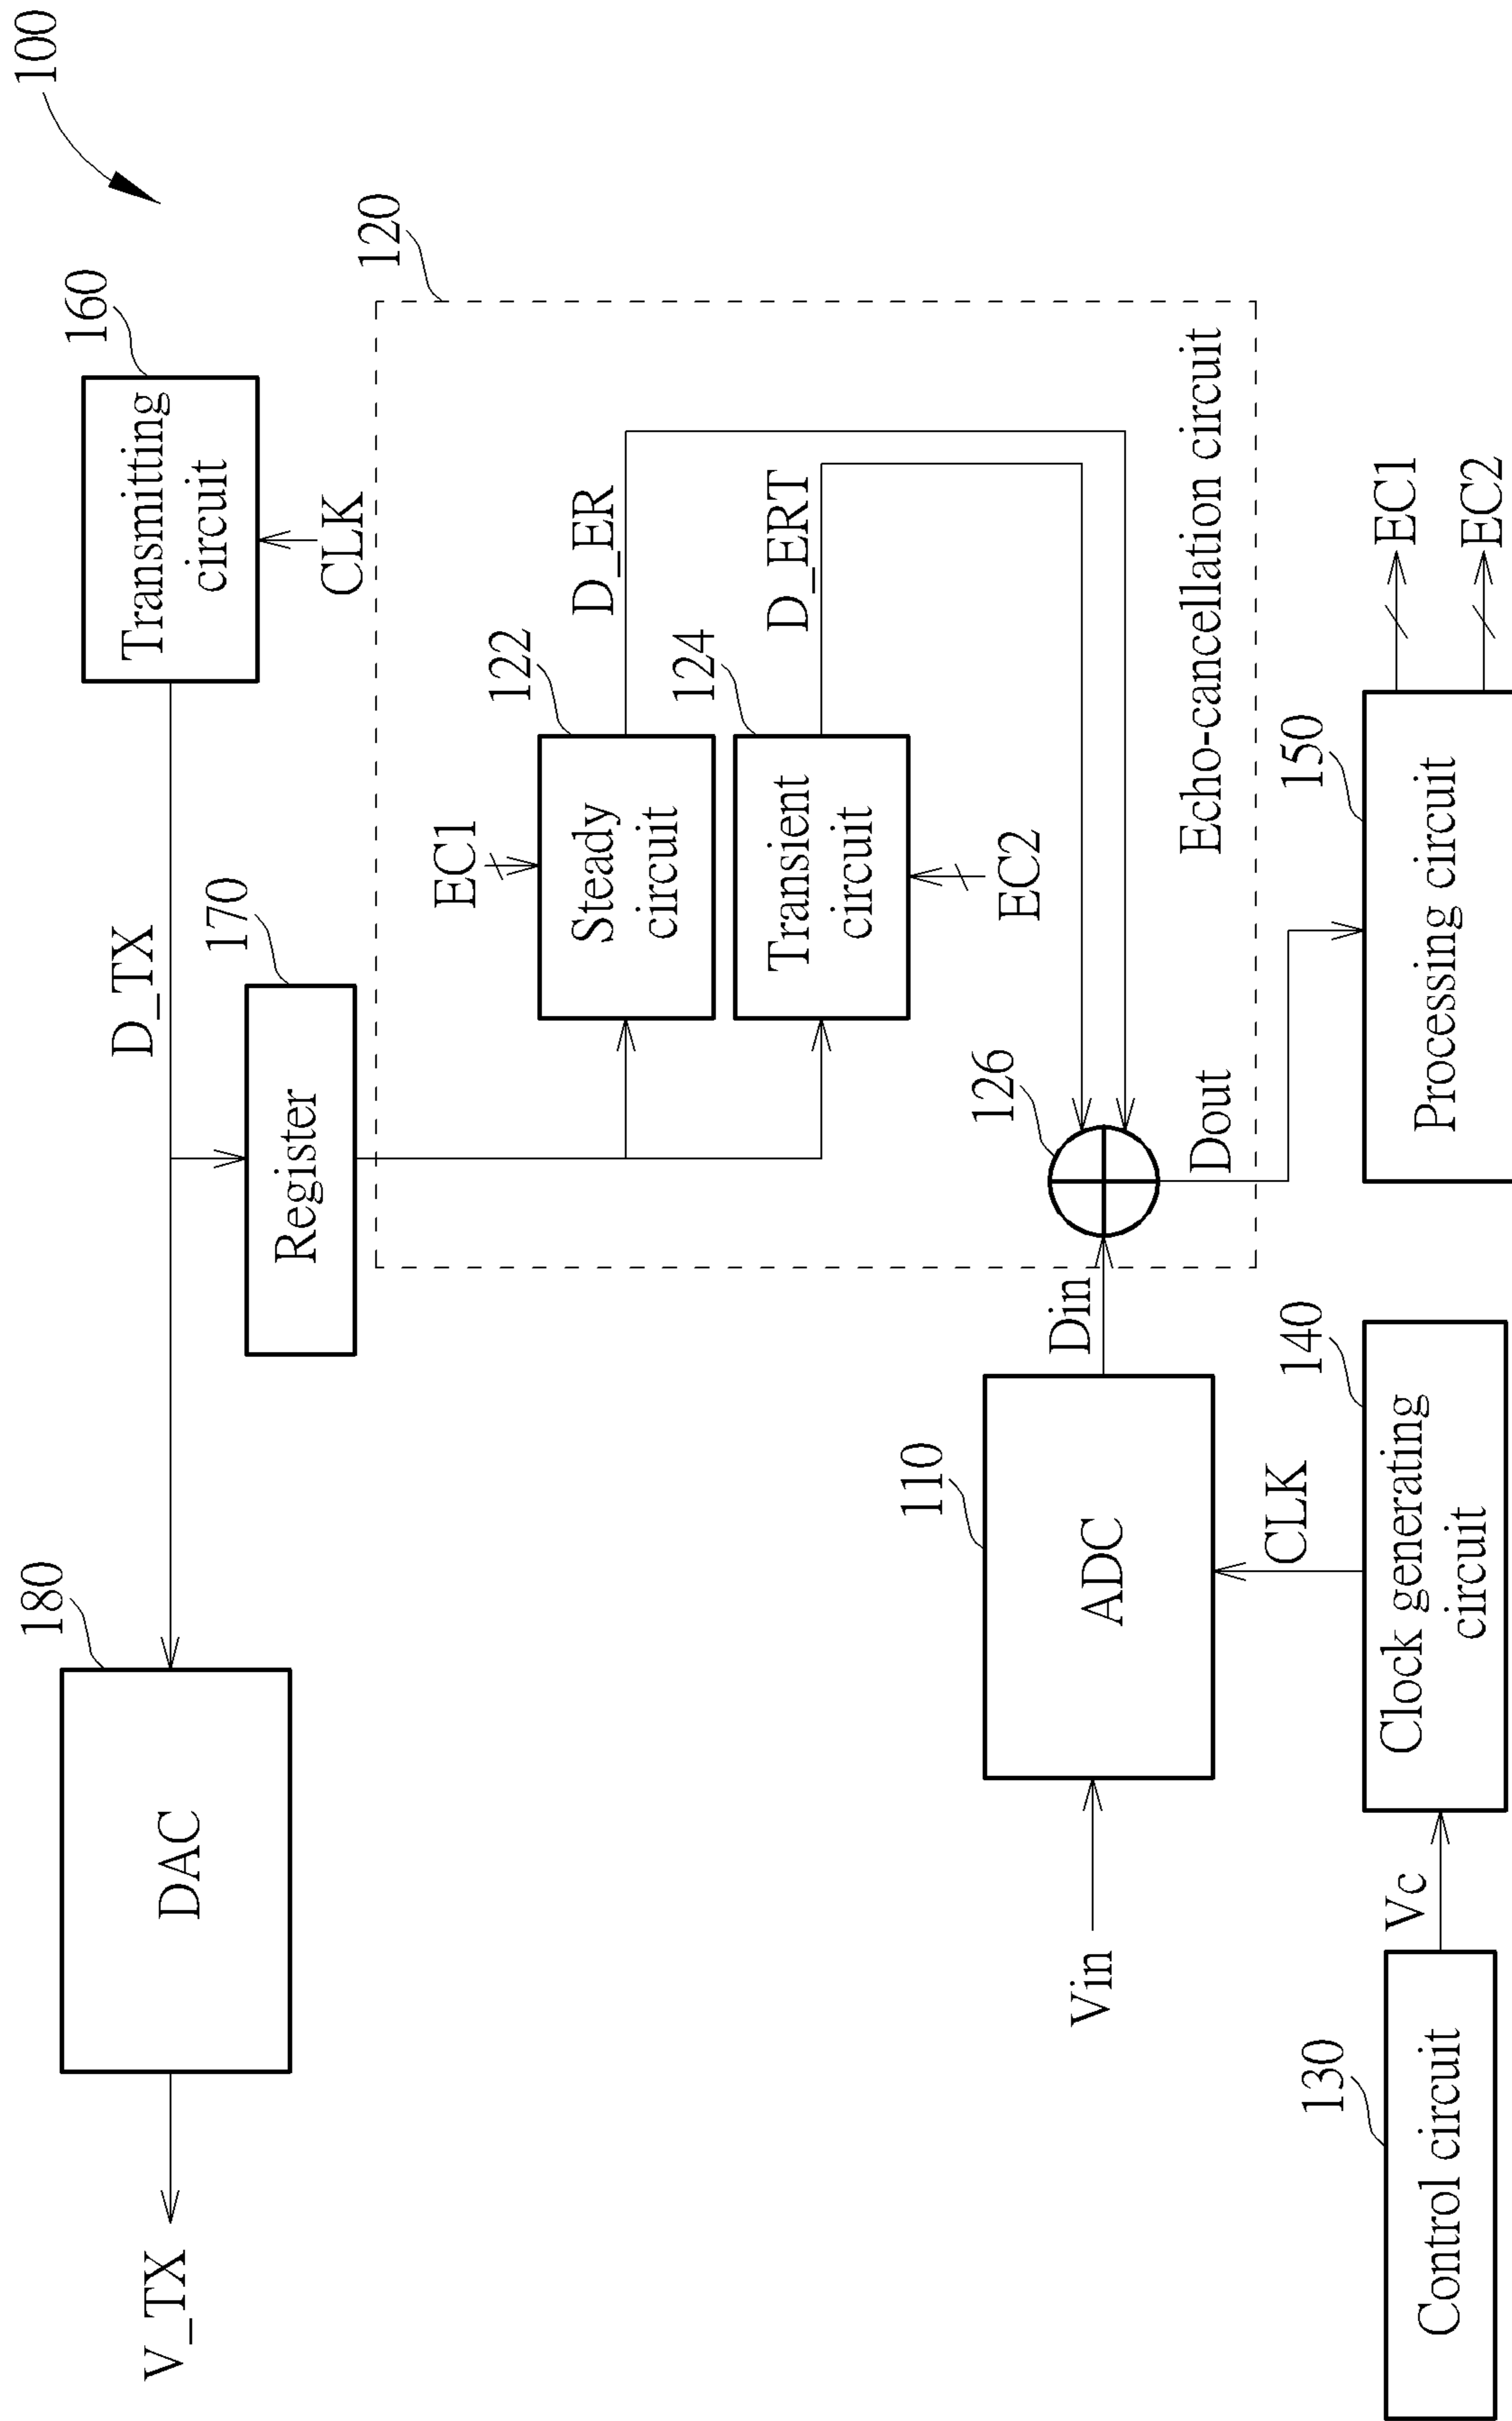 100
160
Transmitting
circuit
CLK
D_TX
170
Register
180
DAC
V_TX
120
EC1
122
Steady
circuit
D_ER
124
Transient
circuit
D_ERT
EC2
126
Echo-cancellation circuit
Dout
Din
110
ADC
Vin
CLK
140
Clock generating
circuit
Vc
130
Control circuit
150
Processing circuit
EC1
EC2